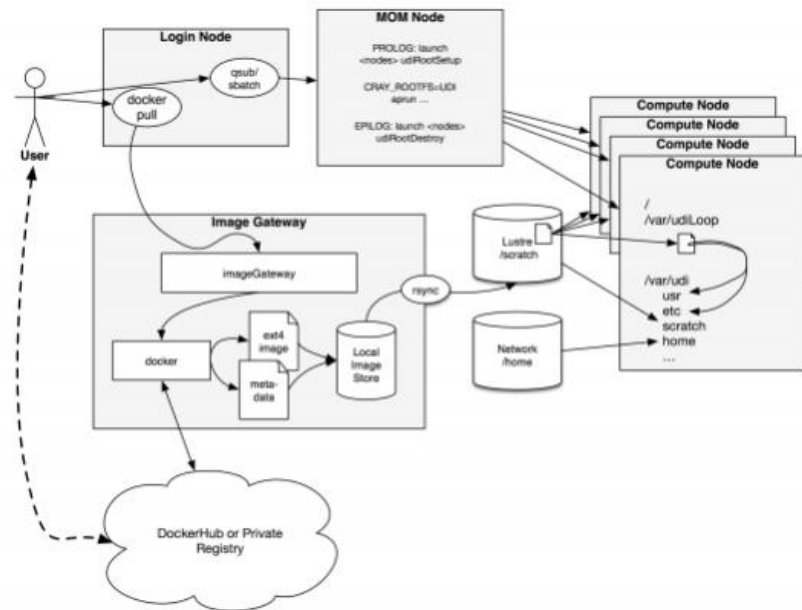 MOM Node
Login Node
PROLOG: launch
<nodes> udiRootSetup
qsub/
sbatch
CRAY_ROOTFS=UDI
aprun ...
docker
pull
EPILOG: launch <nodes>
udiRootDestroy
User
Compute Node
Compute Node
Compute Node
Compute Node
/
/var/udiLoop
/var/udi
usr
etc
scratch
home
...
Image Gateway
imageGateway
Lustre
/scratch
rsync
docker
ext4
image
meta-
data
Local
Image
Store
Network
/home
DockerHub or Private
Registry